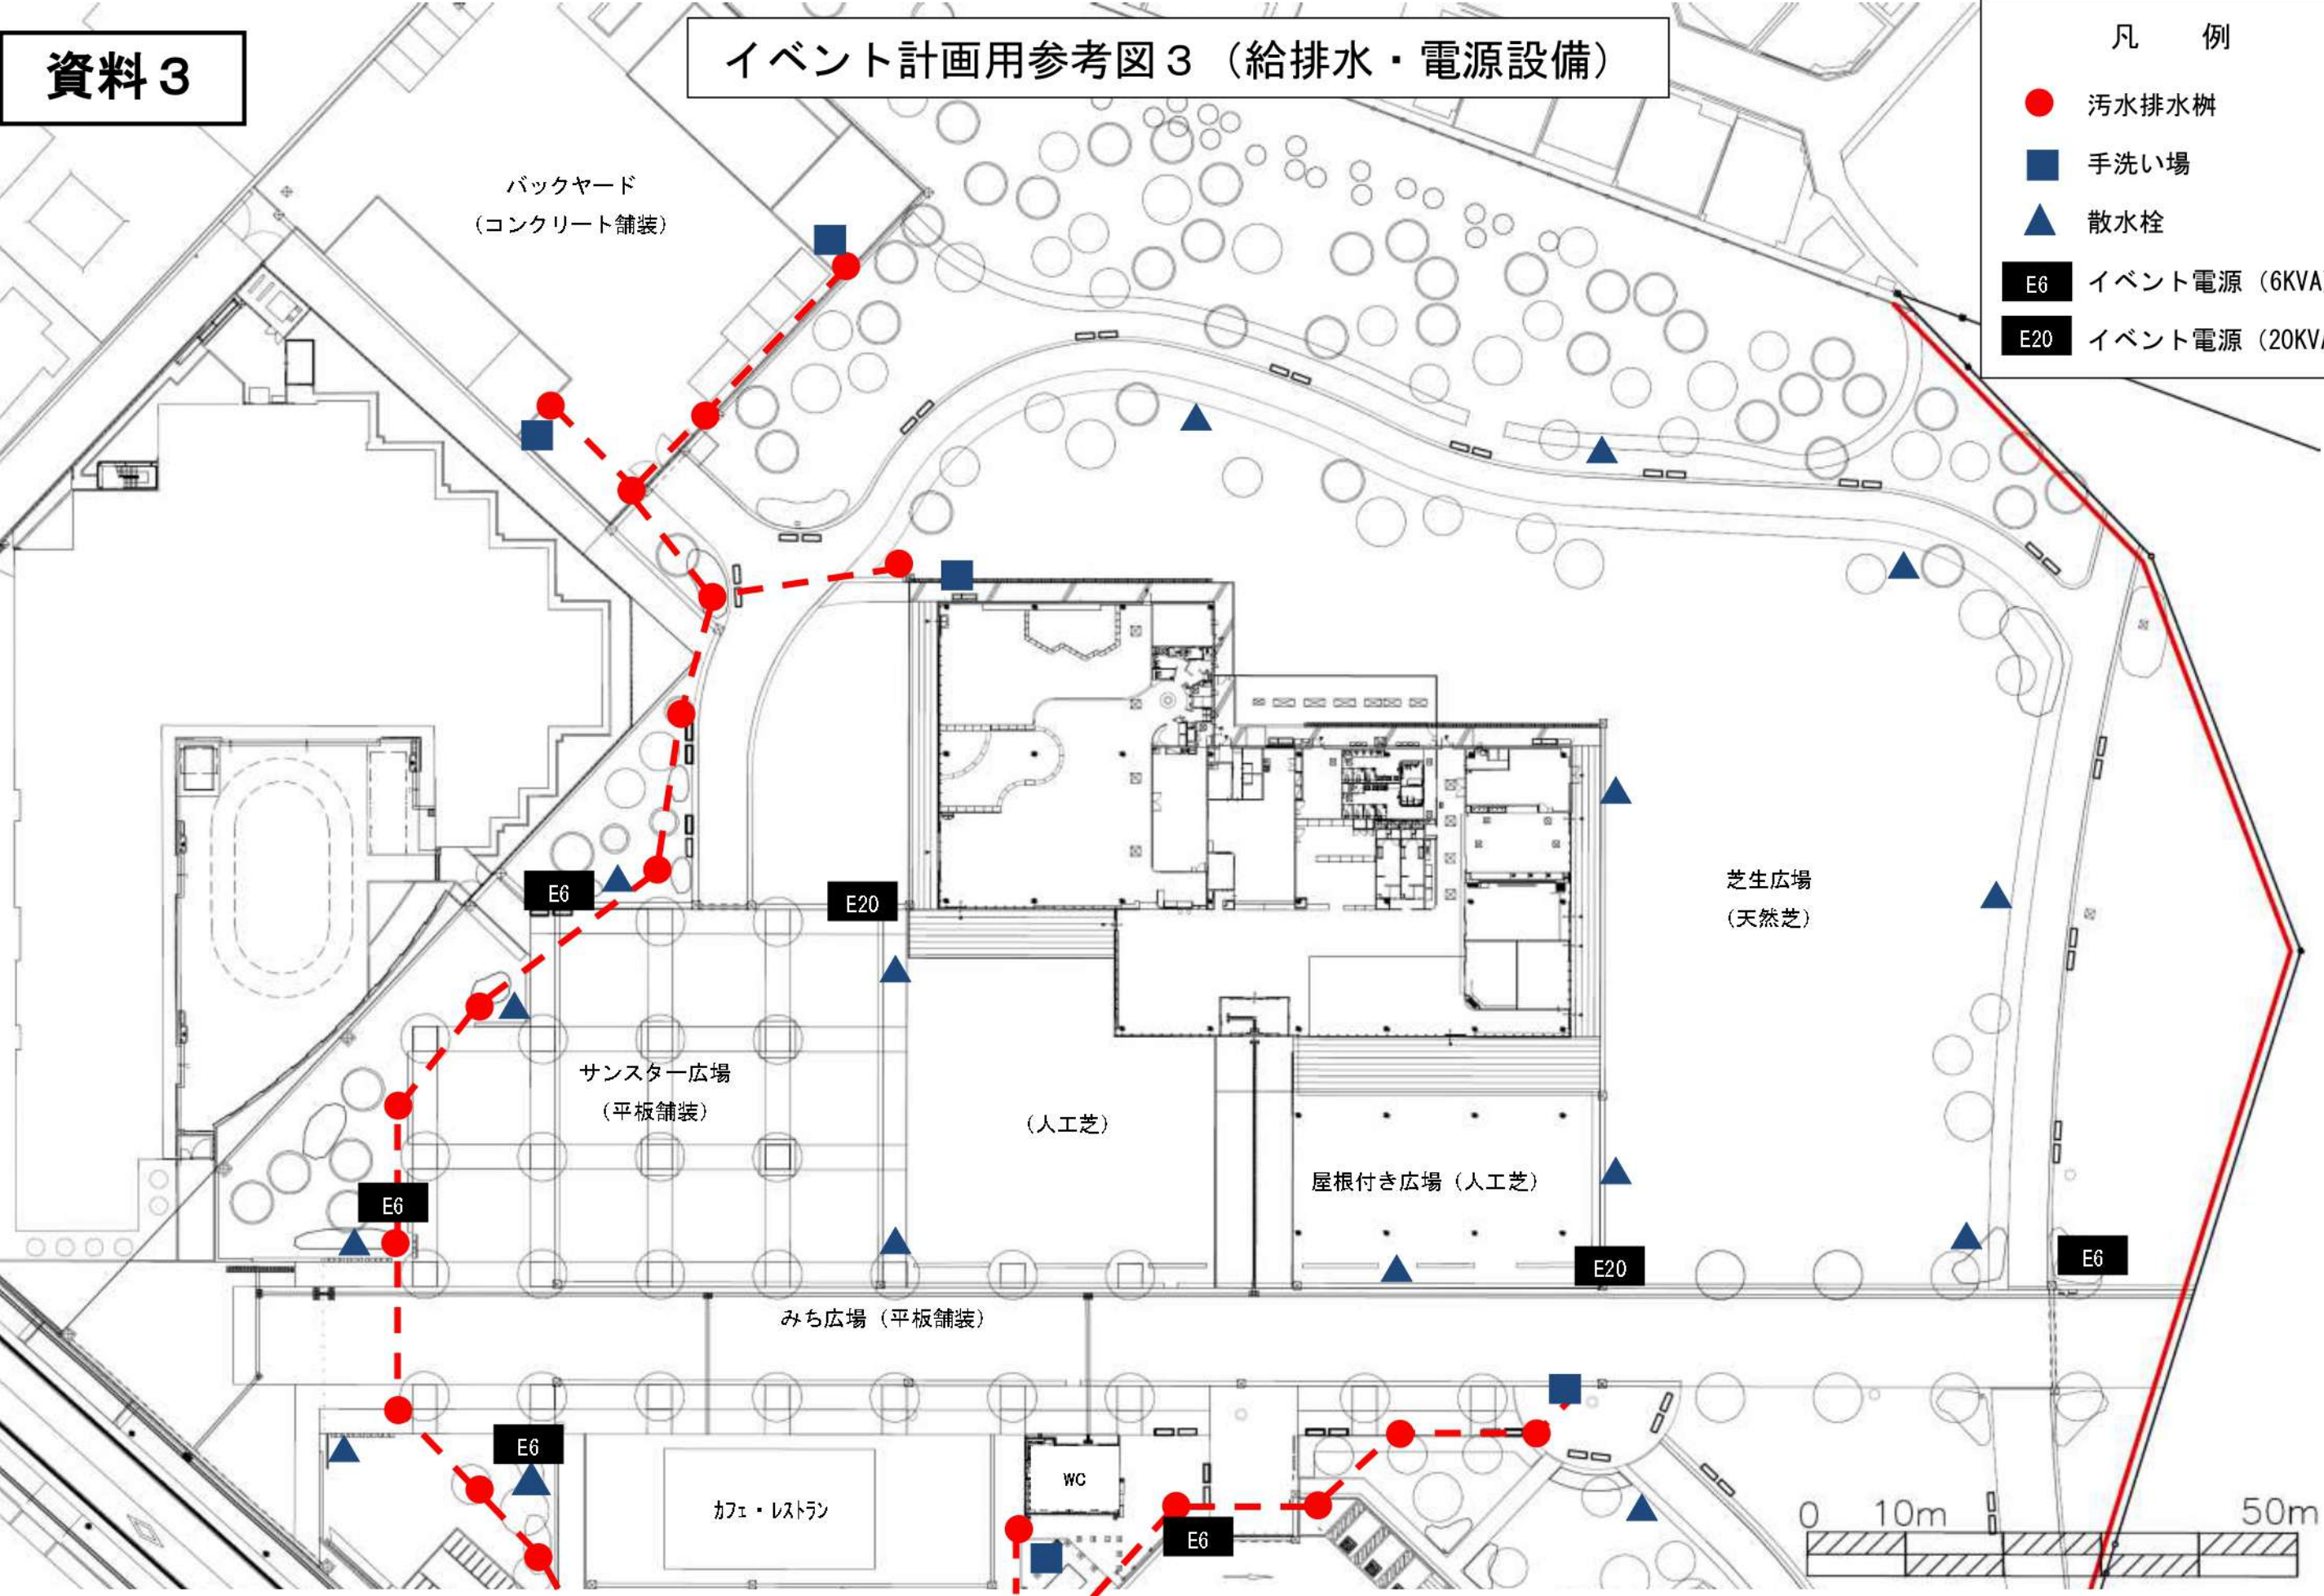 資料３
イベント計画用参考図３（給排水・電源設備）
凡　例
汚水排水桝
手洗い場
散水栓
E6 イベント電源（6KVA
E20 イベント電源（20KVA
バックヤード
（コンクリート舗装）
E6
E20
芝生広場
（天然芝）
サンスター広場
（平板舗装）
（人工芝）
屋根付き広場（人工芝）
E6
E20
E6
みち広場（平板舗装）
E6
WC
カフェ・レストラン
E6
0 10m 50m